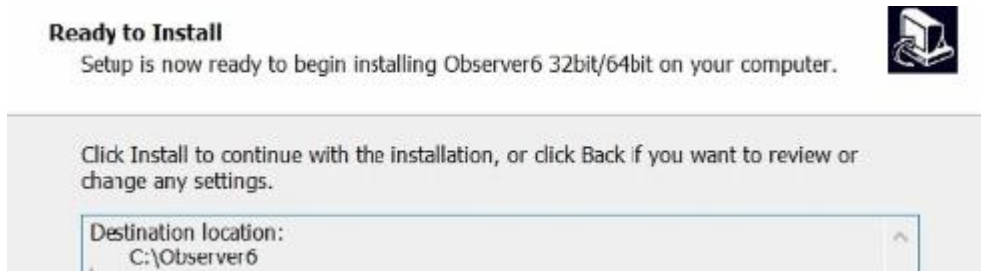 Ready to Install
Setup is now ready to begin installing Observer6 32bit/64bit on your computer.
Click Install to continue with the installation, or click Back if you want to review or
change any settings.
Destination location:
C:\Observer6